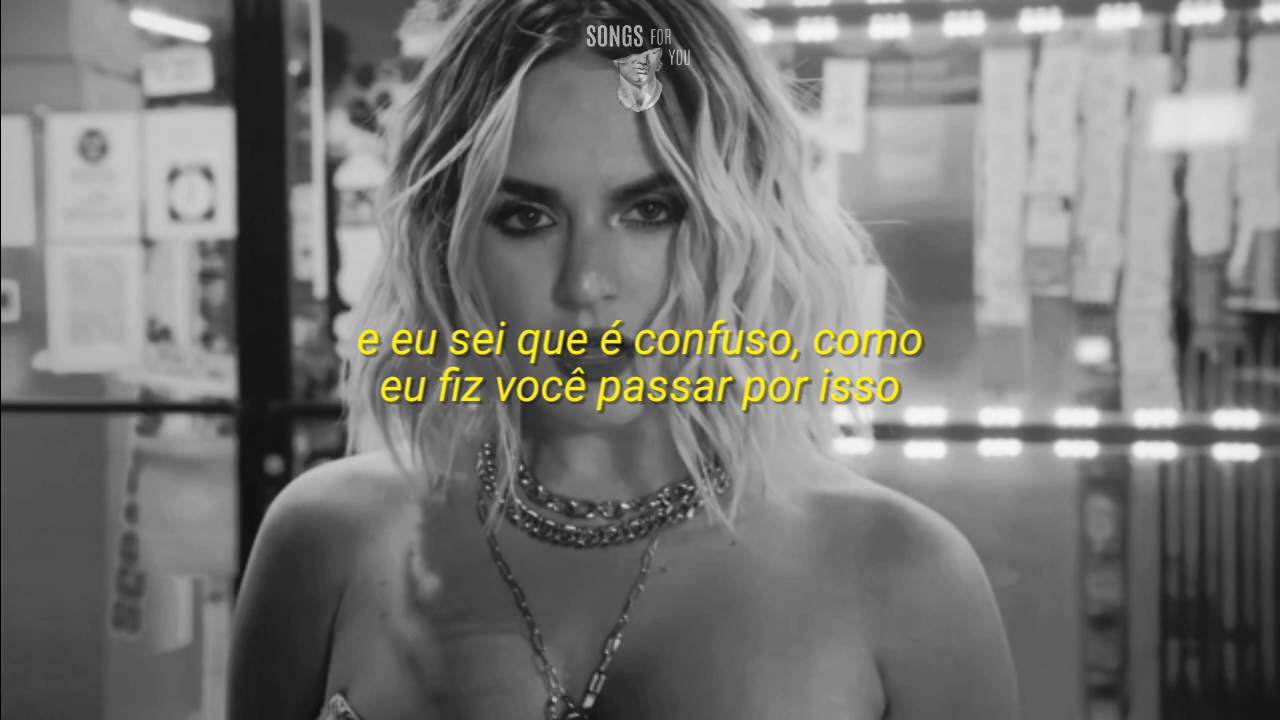 SONGS FOR
YOU
e eu sei que é confuso, como
eu fiz você passar por isso